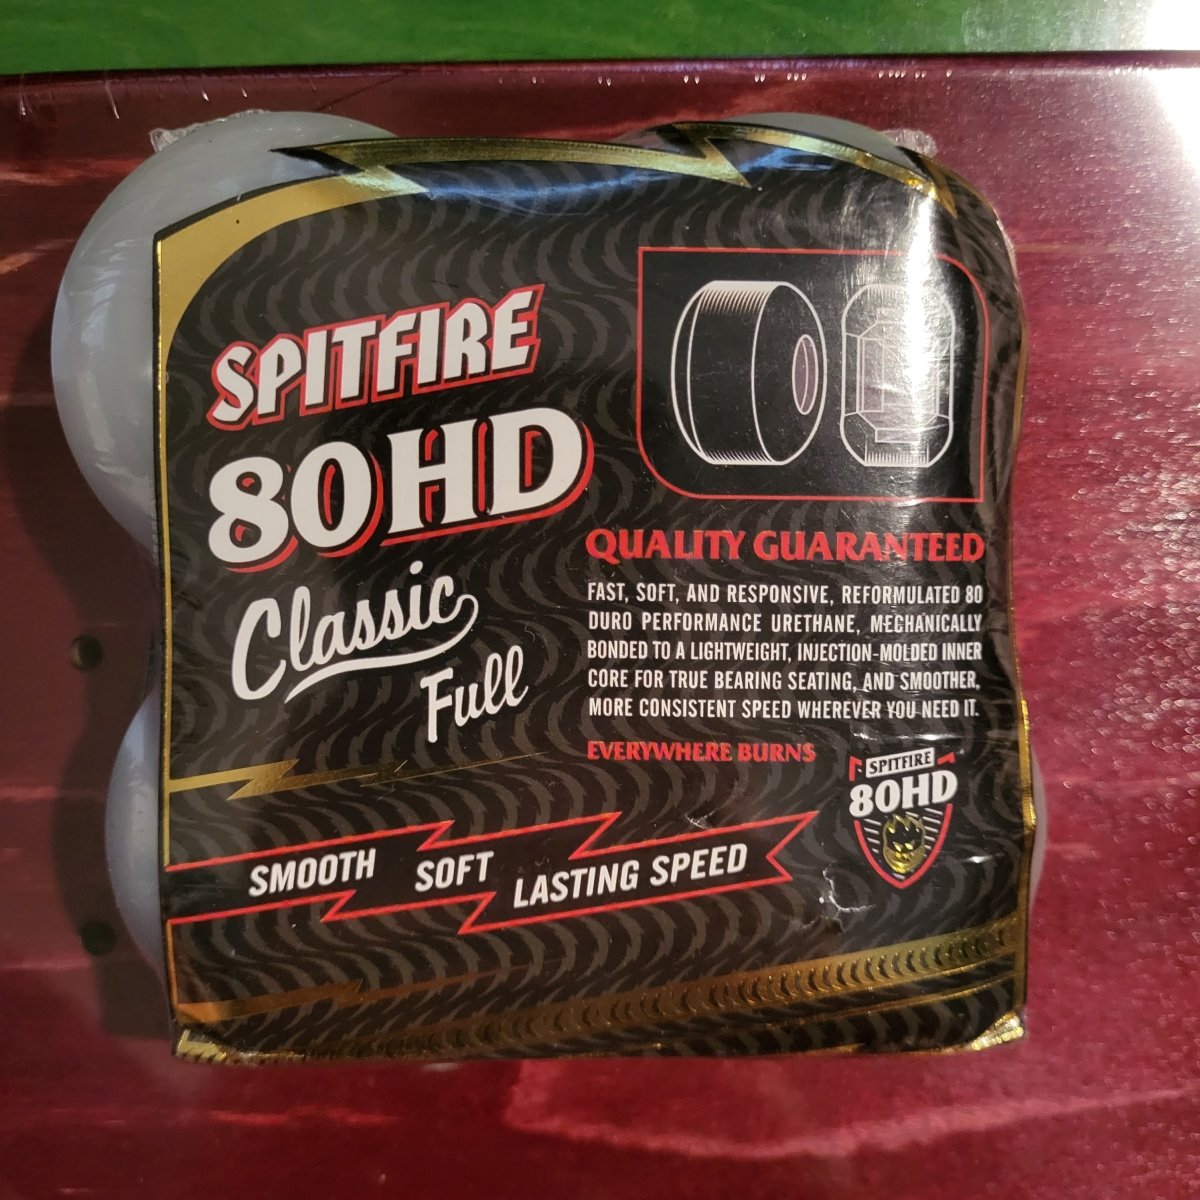 SPITFIRE
80HD
Classic
Full
QUALITY GUARANTEED
FAST, SOFT, AND RESPONSIVE, REFORMULATED 80
DURO PERFORMANCE URETHANE, MECHANICALLY
BONDED TO A LIGHTWEIGHT, INJECTION-MOLDED INNER
CORE FOR TRUE BEARING SEATING, AND SMOOTHER,
MORE CONSISTENT SPEED WHEREVER YOU NEED IT.
EVERYWHERE BURNS
SPITFIRE
80HD
SMOOTH SOFT LASTING SPEED